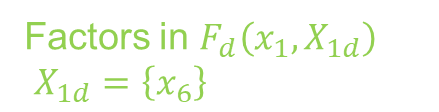 Factors in F_d(x_1, X_{1d})
X_{1d} = {x_6}